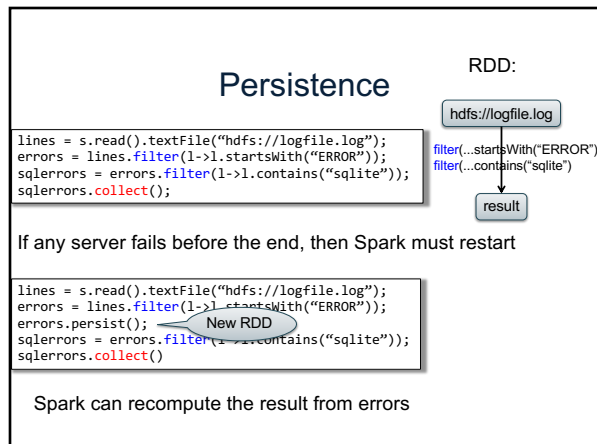 Persistence
RDD:
hdfs://logfile.log
filter(...startsWith(“ERROR”)
filter(...contains(“sqlite”)
result
lines = s.read().textFile(“hdfs://logfile.log”);
errors = lines.filter(l->l.startsWith(“ERROR”));
sqlerrors = errors.filter(l->l.contains(“sqlite”));
sqlerrors.collect();
If any server fails before the end, then Spark must restart
lines = s.read().textFile(“hdfs://logfile.log”);
errors = lines.filter(l->l.startsWith(“ERROR”));
errors.persist();
New RDD
sqlerrors = errors.filter(l->l.contains(“sqlite”));
sqlerrors.collect()
Spark can recompute the result from errors